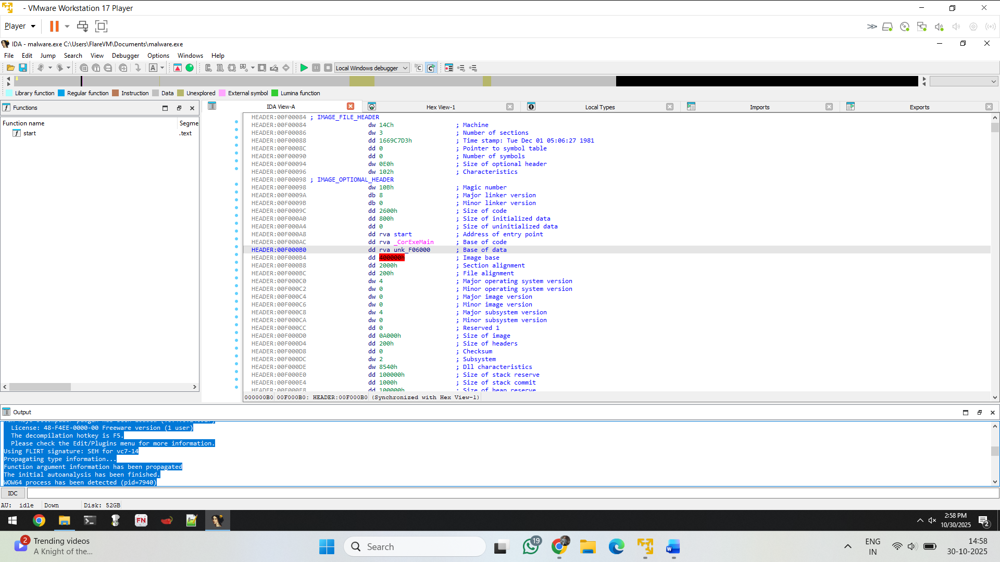 - VMware Workstation 17 Player
Player
IDA - malware.exe C:\Users\FlareVM\Documents\malware.exe
File Edit Jump Search View Debugger Options Windows Help
Local Windows debugger
Library function Regular function Instruction Data Unexplored External symbol Lumina function
Functions
IDA View-A Hex View-1 Local Types Imports Exports
Function name Segme
start .text
HEADER:00F00084 ; IMAGE_FILE_HEADER
HEADER:00F00084 dw 14Ch ; Machine
HEADER:00F00086 dw 3 ; Number of sections
HEADER:00F00088 dd 1669C7D3h ; Time stamp: Tue Dec 01 05:06:27 1981
HEADER:00F0008C dd 0 ; Pointer to symbol table
HEADER:00F00090 dd 0 ; Number of symbols
HEADER:00F00094 dw 0E0h ; Size of optional header
HEADER:00F00096 dw 102h ; Characteristics
HEADER:00F00098 ; IMAGE_OPTIONAL_HEADER
HEADER:00F00098 dw 10Bh ; Magic number
HEADER:00F0009A db 8 ; Major linker version
HEADER:00F0009B db 0 ; Minor linker version
HEADER:00F0009C dd 2600h ; Size of code
HEADER:00F000A0 dd 800h ; Size of initialized data
HEADER:00F000A4 dd 0 ; Size of uninitialized data
HEADER:00F000A8 dd rva start ; Address of entry point
HEADER:00F000AC dd rva _CorExeMain ; Base of code
HEADER:00F000B0 dd rva unk_F06000 ; Base of data
HEADER:00F000B4 dd 400000h ; Image base
HEADER:00F000B8 dd 2000h ; Section alignment
HEADER:00F000BC dd 200h ; File alignment
HEADER:00F000C0 dw 4 ; Major operating system version
HEADER:00F000C2 dw 0 ; Minor operating system version
HEADER:00F000C4 dw 0 ; Major image version
HEADER:00F000C6 dw 0 ; Minor image version
HEADER:00F000C8 dw 4 ; Major subsystem version
HEADER:00F000CA dw 0 ; Minor subsystem version
HEADER:00F000CC dd 0 ; Reserved 1
HEADER:00F000D0 dd 0A000h ; Size of image
HEADER:00F000D4 dd 200h ; Size of headers
HEADER:00F000D8 dd 0 ; Checksum
HEADER:00F000DC dw 2 ; Subsystem
HEADER:00F000DE dw 8540h ; Dll characteristics
HEADER:00F000E0 dd 100000h ; Size of stack reserve
HEADER:00F000E4 dd 1000h ; Size of stack commit
HEADER:00F000E8 dd 100000h ; Size of heap reserve
000000B0 00F000B0: HEADER:00F000B0 (Synchronized with Hex View-1)
Output
License: 48-F4EE-0000-00 Freeware version (1 user)
The decompilation hotkey is F5.
Please check the Edit/Plugins menu for more information.
Using FLIRT signature: SEH for vc7-14
Propagating type information...
Function argument information has been propagated
The initial autoanalysis has been finished.
WOW64 process has been detected (pid=7940)
IDC
AU: idle Down Disk: 52GB
FN
2:58 PM
10/30/2025
2
2
Trending videos
A Knight of the...
Search
19
ENG
IN
14:58
30-10-2025